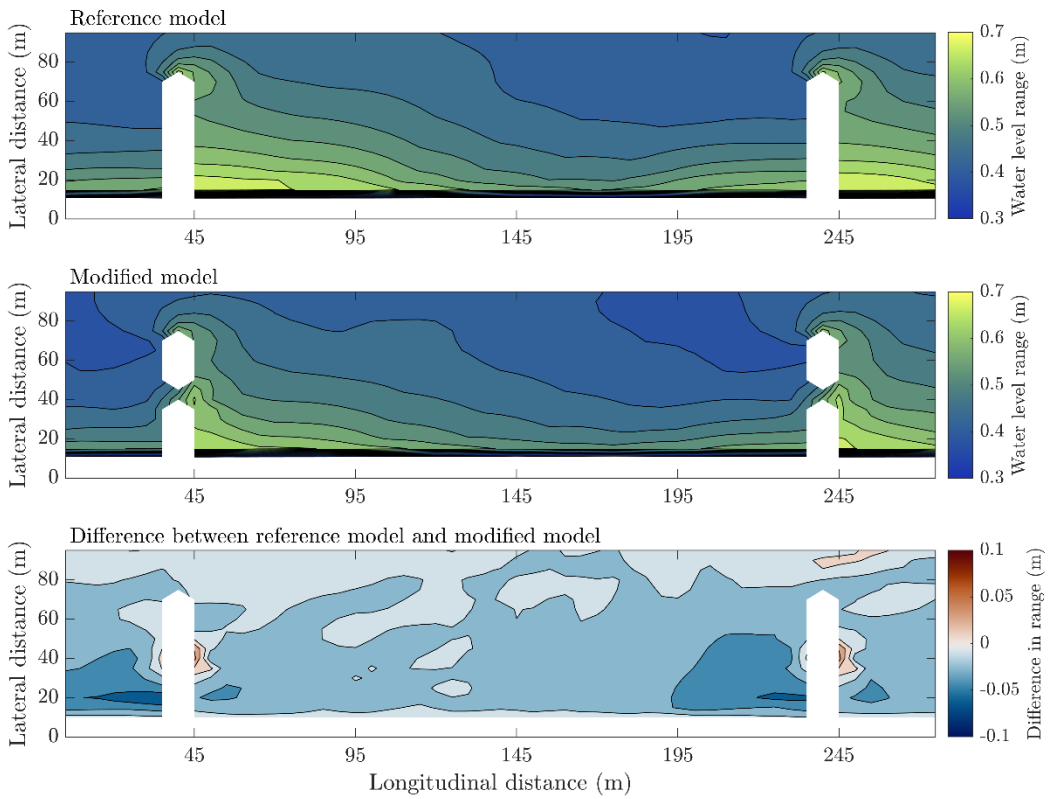 Reference model
Lateral distance (m)
80
60
40
20
0
45 95 145 195 245
0.7
0.6
0.5
0.4
0.3
Water level range (m)
Modified model
Lateral distance (m)
80
60
40
20
0
45 95 145 195 245
0.7
0.6
0.5
0.4
0.3
Water level range (m)
Difference between reference model and modified model
Lateral distance (m)
80
60
40
20
0
45 95 145 195 245
Longitudinal distance (m)
0.1
0.05
0
-0.05
-0.1
Difference in range (m)